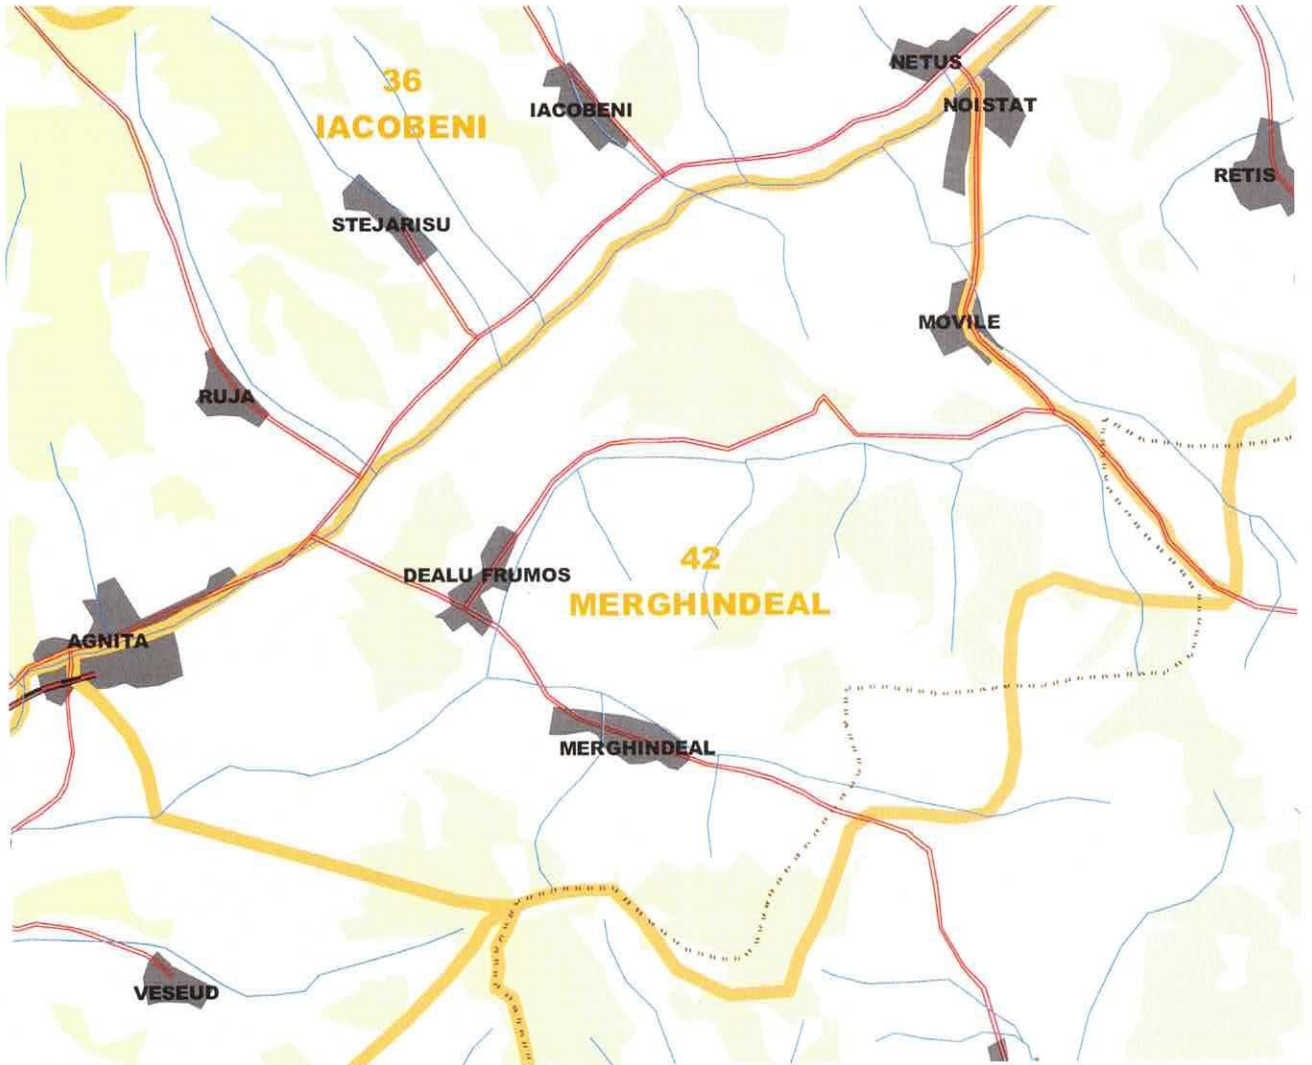 NETUS
36
IACOBENI
IACOBENI
NOISTAT
RETIS
STEJARISU
MOVILE
RUJA
42
DEALU FRUMOS
MERGHINDEAL
AGNITA
MERGHINDEAL
VESEUD